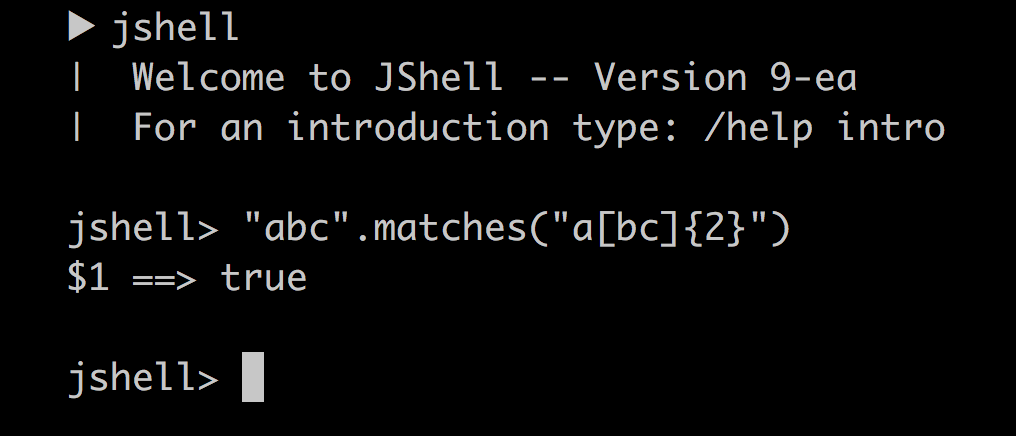 ▶ jshell
|  Welcome to JShell -- Version 9-ea
|  For an introduction type: /help intro
jshell> "abc".matches("a[bc]{2}")
$1 ==> true
jshell>